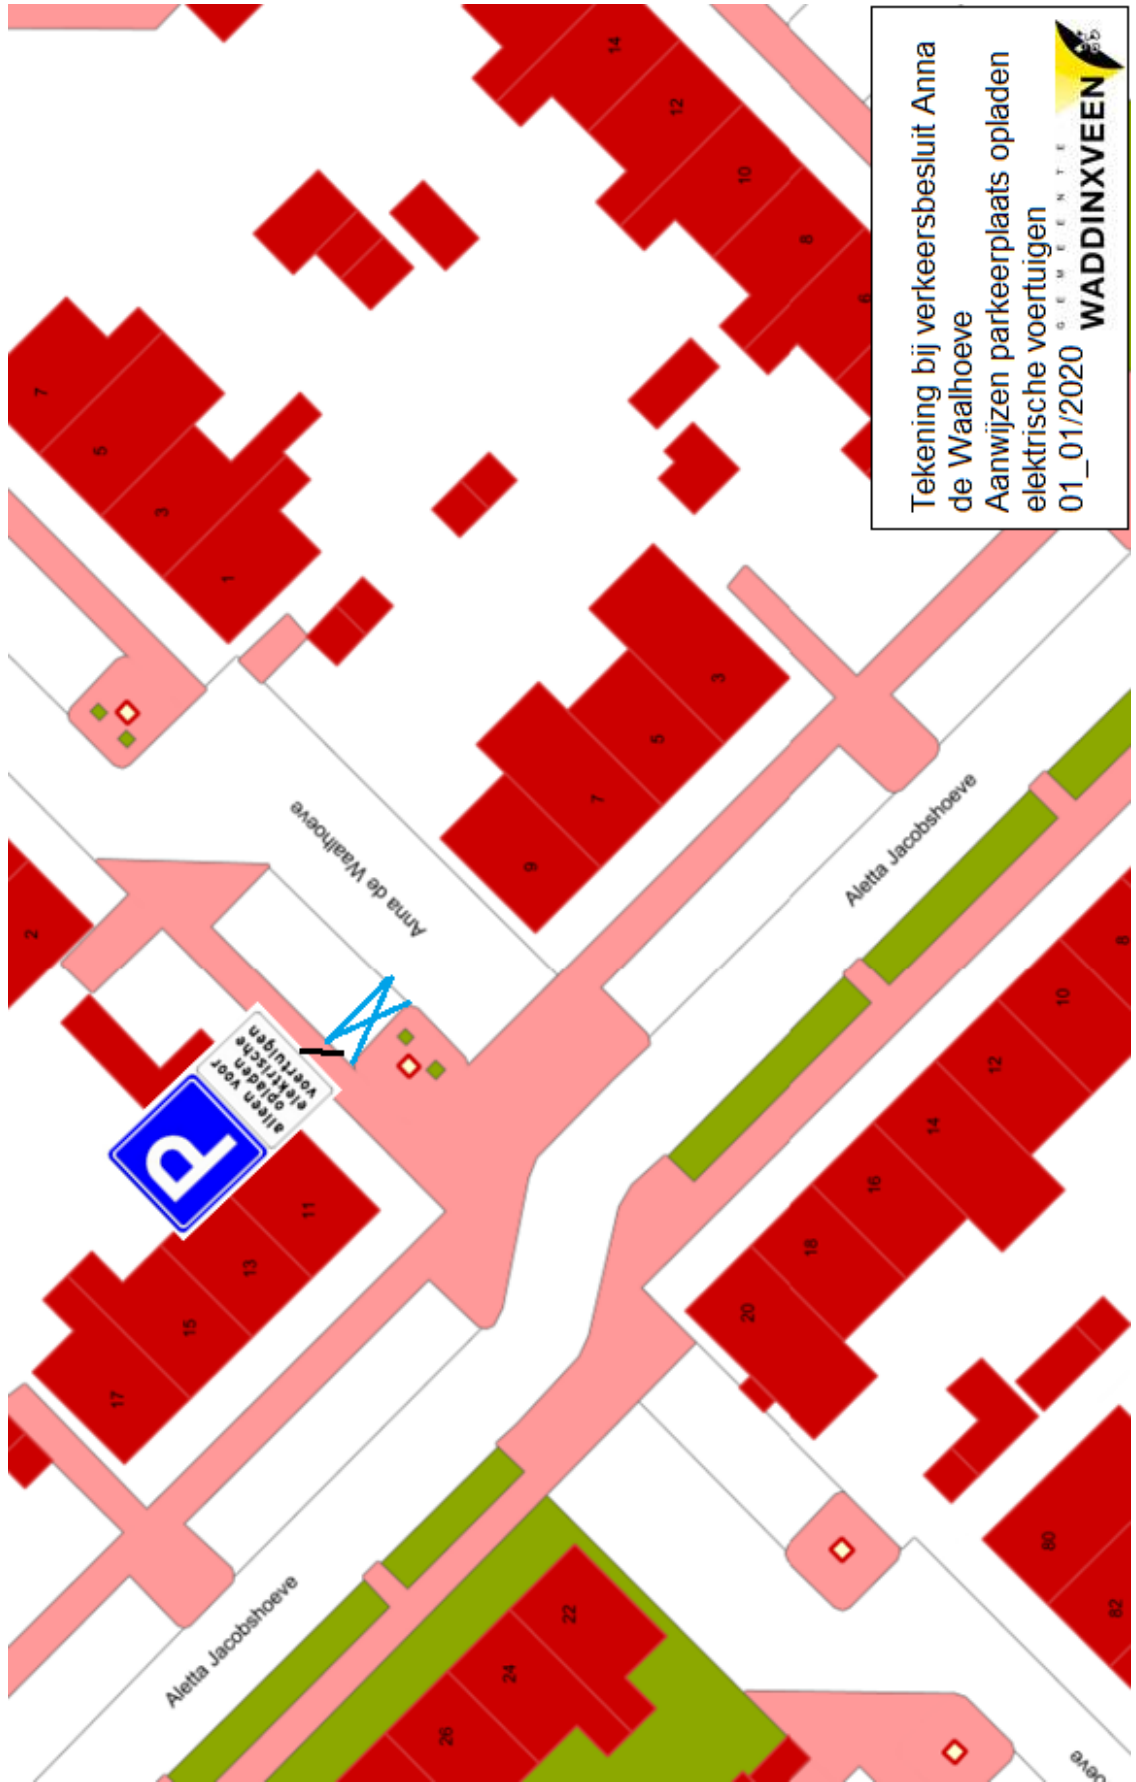 Tekening bij verkeersbesluit Anna
de Waalhoeve
Aanwijzen parkeerplaats opladen
elektrische voertuigen
01_01/2020
GEMEENTE
WADDINXVEEN
14
12
10
8
6
7
5
3
1
3
5
7
9
2
Anna de Waalhoeve
Aletta Jacobshoeve
P
alleen voor
opladen
elektrische
voertuigen
11
13
15
17
8
10
12
14
16
18
20
Aletta Jacobshoeve
22
24
26
80
82
oeve